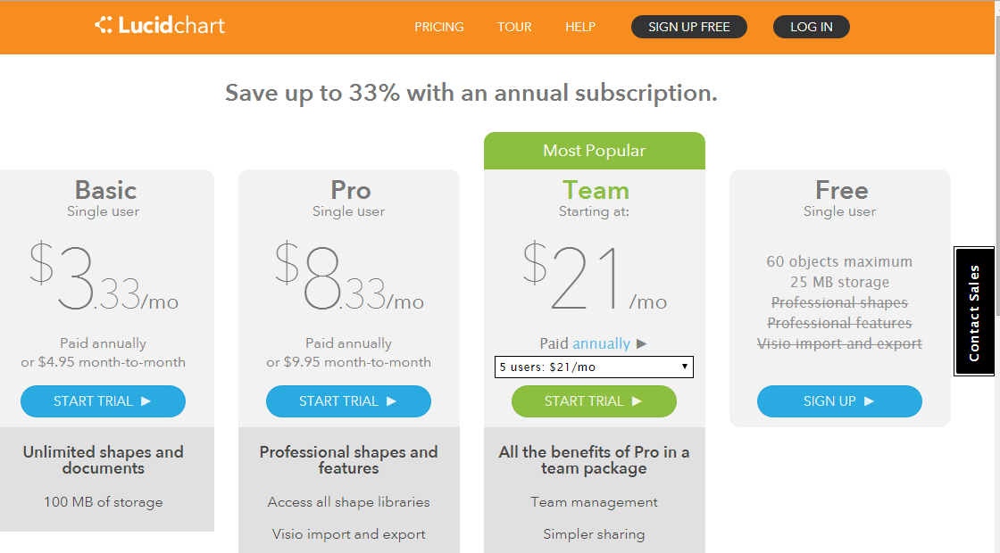 Lucidchart
PRICING
TOUR
HELP
SIGN UP FREE
LOG IN
Save up to 33% with an annual subscription.
Basic
Single user
$3.33/mo
Paid annually
or $4.95 month-to-month
START TRIAL ►
Unlimited shapes and
documents
100 MB of storage
Pro
Single user
$8.33/mo
Paid annually
or $9.95 month-to-month
START TRIAL ►
Professional shapes and
features
Access all shape libraries
Visio import and export
Most Popular
Team
Starting at:
$21/mo
Paid annually ►
5 users: $21/mo
START TRIAL ►
All the benefits of Pro in a
team package
Team management
Simpler sharing
Free
Single user
60 objects maximum
25 MB storage
Professional shapes
Professional features
Visio import and export
SIGN UP ►
Contact Sales